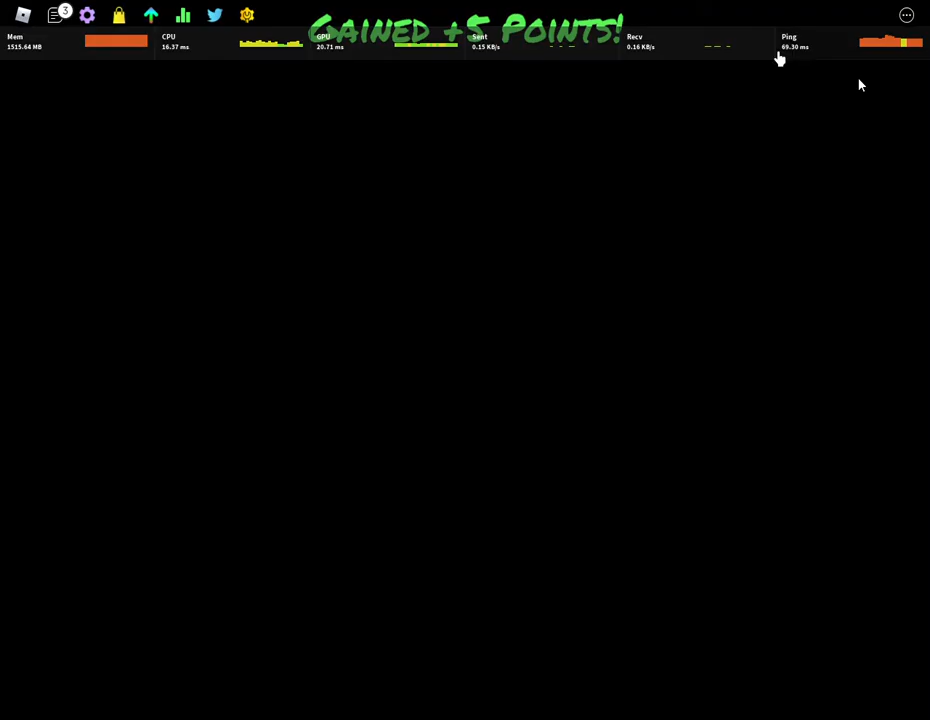 3
GAINED +5 POINTS!
Mem CPU GPU Sent Recv Ping
1515.64 MB 16.37 ms 20.71 ms 0.15 KB/s 0.16 KB/s 69.30 ms